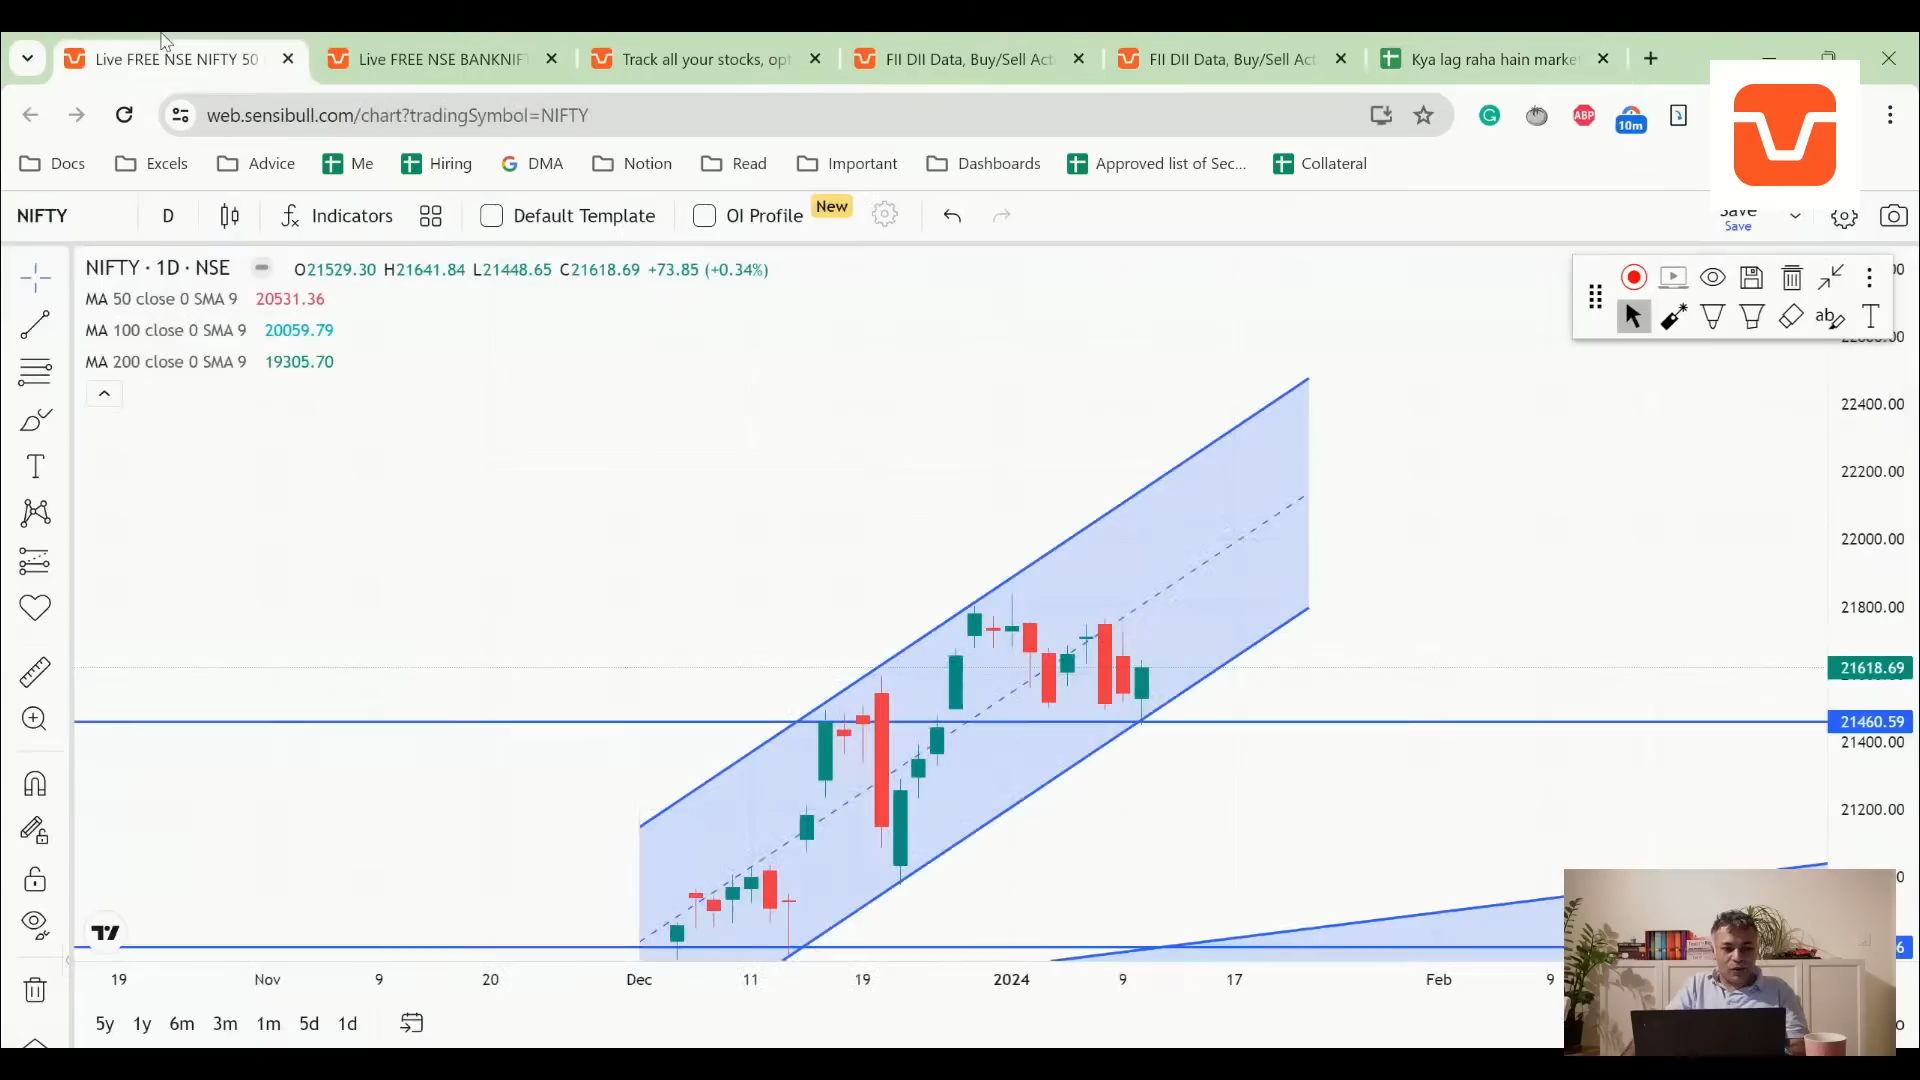 Live FREE NSE NIFTY 50
Live FREE NSE BANKNIFT
Track all your stocks, opt
FII DII Data, Buy/Sell Acti
FII DII Data, Buy/Sell Act
Kya lag raha hain marke
web.sensibull.com/chart?tradingSymbol=NIFTY
ABP
10m
Docs
Excels
Advice
Me
Hiring
DMA
Notion
Read
Important
Dashboards
Approved list of Sec...
Collateral
NIFTY
D
Indicators
Default Template
OI Profile
New
Save
Save
NIFTY · 1D · NSE
O21529.30 H21641.84 L21448.65 C21618.69 +73.85 (+0.34%)
MA 50 close 0 SMA 9 20531.36
MA 100 close 0 SMA 9 20059.79
MA 200 close 0 SMA 9 19305.70
22400.00
22200.00
22000.00
21800.00
21618.69
21460.59
21400.00
21200.00
19
Nov
9
20
Dec
11
19
2024
9
17
Feb
9
5y
1y
6m
3m
1m
5d
1d